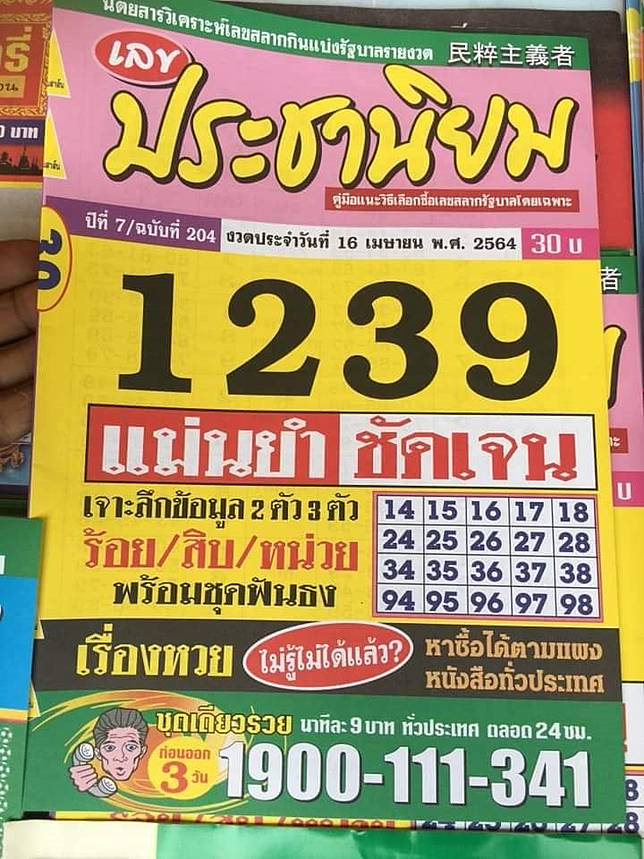 นิตยสารวิเคราะห์เลขสลากกินแบ่งรัฐบาลรายงวด 民粹主義者
เลข
ประชานิยม
คู่มือแนะวิธีเลือกซื้อเลขสลากรัฐบาลโดยเฉพาะ
ปีที่ 7/ฉบับที่ 204 งวดประจำวันที่ 16 เมษายน พ.ศ. 2564 30 บ
1239
แม่นยำ ชัดเจน
เจาะลึกข้อมูล 2 ตัว 3 ตัว
ร้อย/สิบ/หน่วย
พร้อมชุดฟันธง
14 15 16 17 18
24 25 26 27 28
34 35 36 37 38
94 95 96 97 98
เรื่องหวย ไม่รู้ไม่ได้แล้ว? หาซื้อได้ตามแผง
หนังสือทั่วประเทศ
ชุดเดียวรวย นาทีละ 9 บาท ทั่วประเทศ ตลอด 24 ชม.
ก่อนออก
3 วัน
1900-111-341